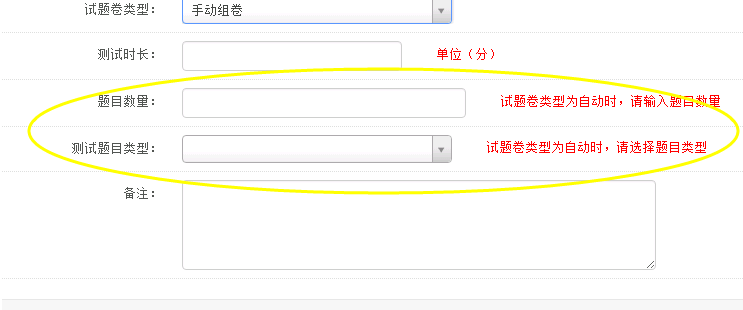 试题卷类型： 手动组卷
测试时长： 单位（分）
题目数量： 试题卷类型为自动时，请输入题目数量
测试题目类型： 试题卷类型为自动时，请选择题目类型
备注：